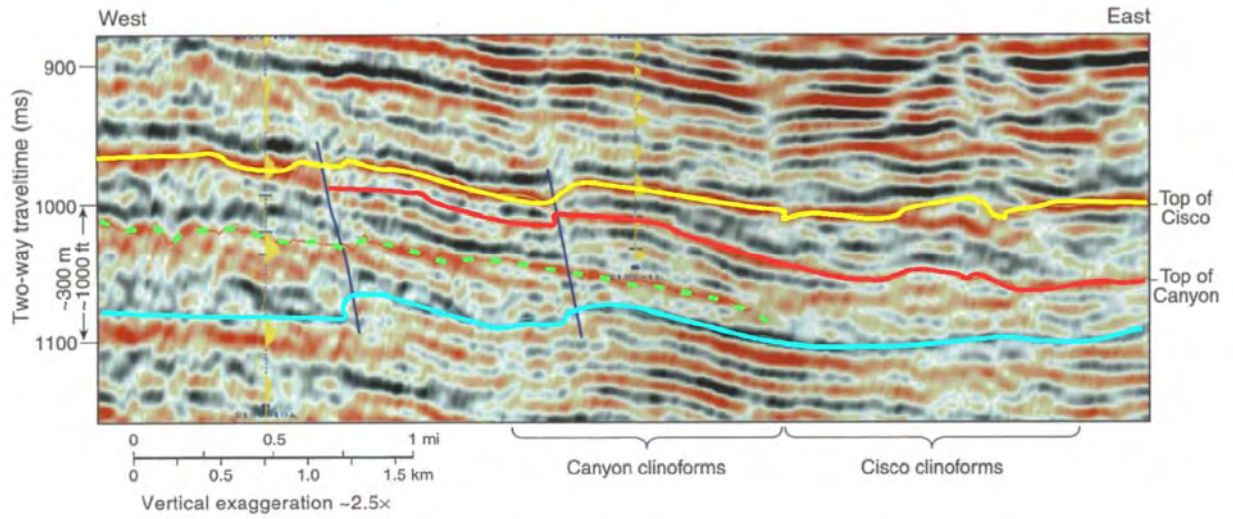 West
East
Two-way traveltime (ms)
900
1000
1100
~300 m
~1000 ft
Top of
Cisco
Top of
Canyon
0 0.5 1 mi
0 0.5 1.0 1.5 km
Vertical exaggeration ~2.5×
Canyon clinoforms
Cisco clinoforms